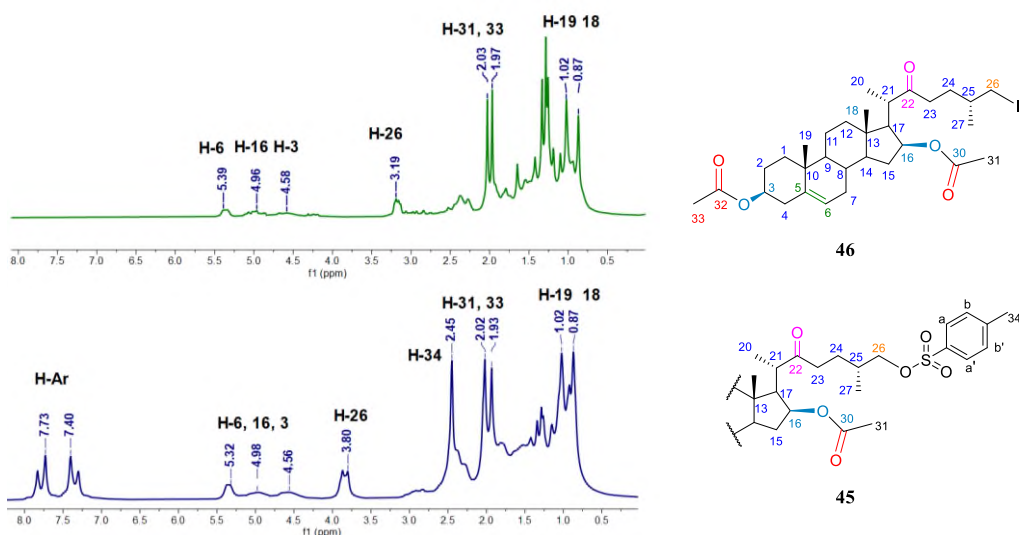 H-31, 33
H-19 18
2.03
1.97
1.02
0.87
H-6
H-16
H-3
H-26
5.39
4.96
4.58
3.19
8.0 7.5 7.0 6.5 6.0 5.5 5.0 4.5 4.0 3.5 3.0 2.5 2.0 1.5 1.0 0.5
f1 (ppm)
O
20
21
22
23
24
25
26
27
I
18
19
17
12
11
13
1
2
10
9
8
14
16
15
O
30
31
O
O
32
33
O
3
4
5
6
7
46
H-31, 33
H-19 18
H-34
H-Ar
H-6, 16, 3
H-26
7.73
7.40
5.32
4.98
4.56
3.80
2.45
2.02
1.93
1.02
0.87
8.0 7.5 7.0 6.5 6.0 5.5 5.0 4.5 4.0 3.5 3.0 2.5 2.0 1.5 1.0 0.5
f1 (ppm)
b
a
34
b'
a'
O
S
O
O
26
O
20
21
22
23
24
25
27
17
13
16
15
O
30
31
O
45